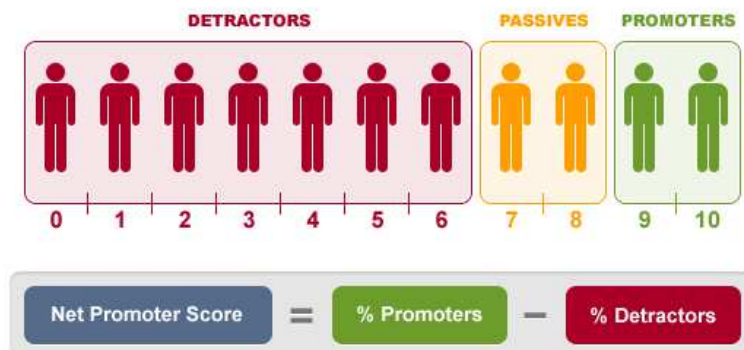 DETRACTORS PASSIVES PROMOTERS
0 1 2 3 4 5 6 7 8 9 10
Net Promoter Score = % Promoters – % Detractors